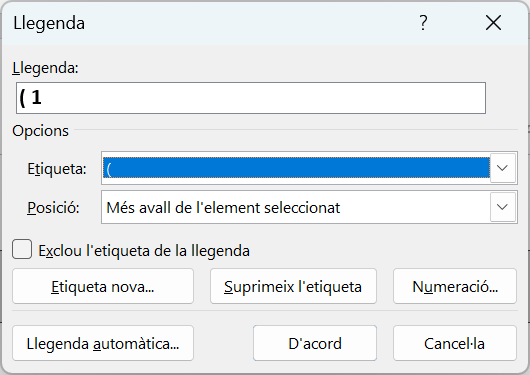 Llegenda
?
Llegenda:
( 1
Opcions
Etiqueta: (
Posició: Més avall de l'element seleccionat
Exclou l'etiqueta de la llegenda
Etiqueta nova... Suprimeix l'etiqueta Numeració...
Llegenda automàtica... D'acord Cancel·la